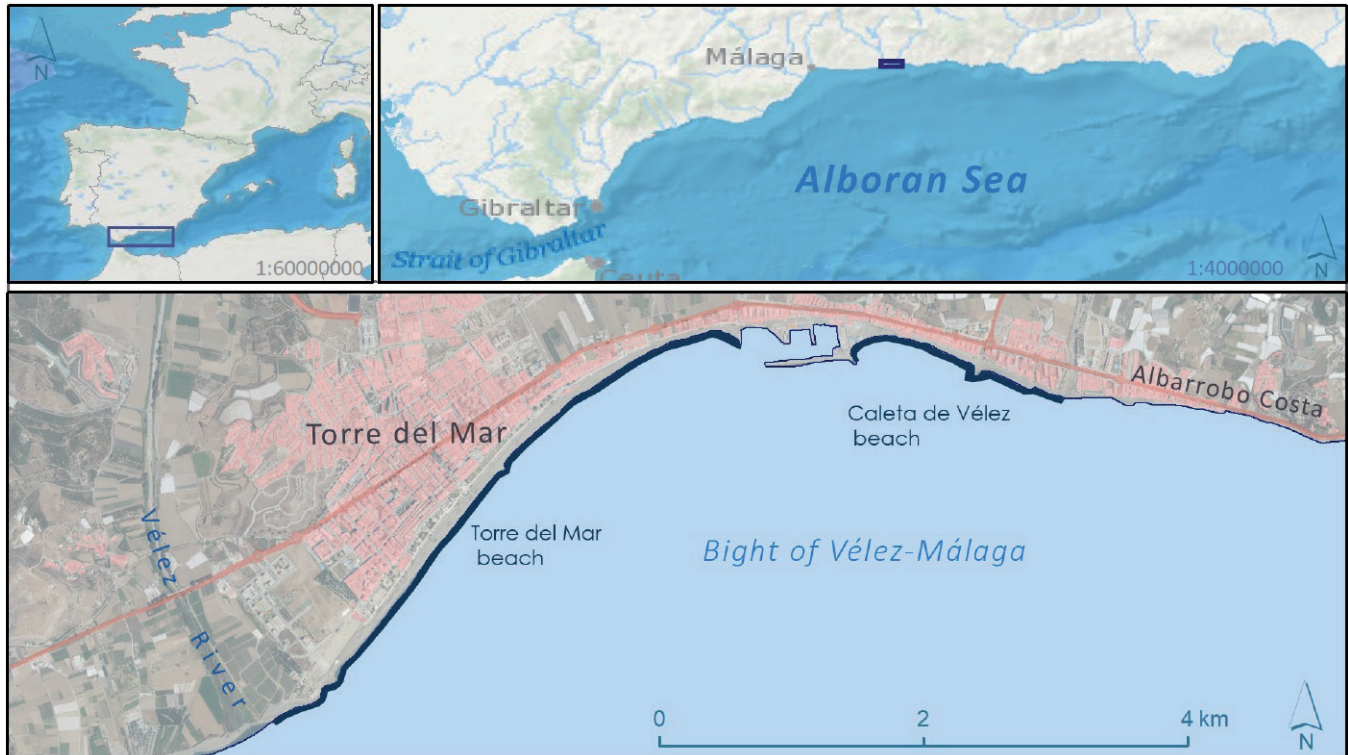 N
1:60000000
Málaga
Alboran Sea
Gibraltar
Strait of Gibraltar
Ceuta
1:4000000
N
Albarrobo Costa
Caleta de Vélez
beach
Torre del Mar
Torre del Mar
beach
Bight of Vélez-Málaga
Vélez River
0 2 4 km
N